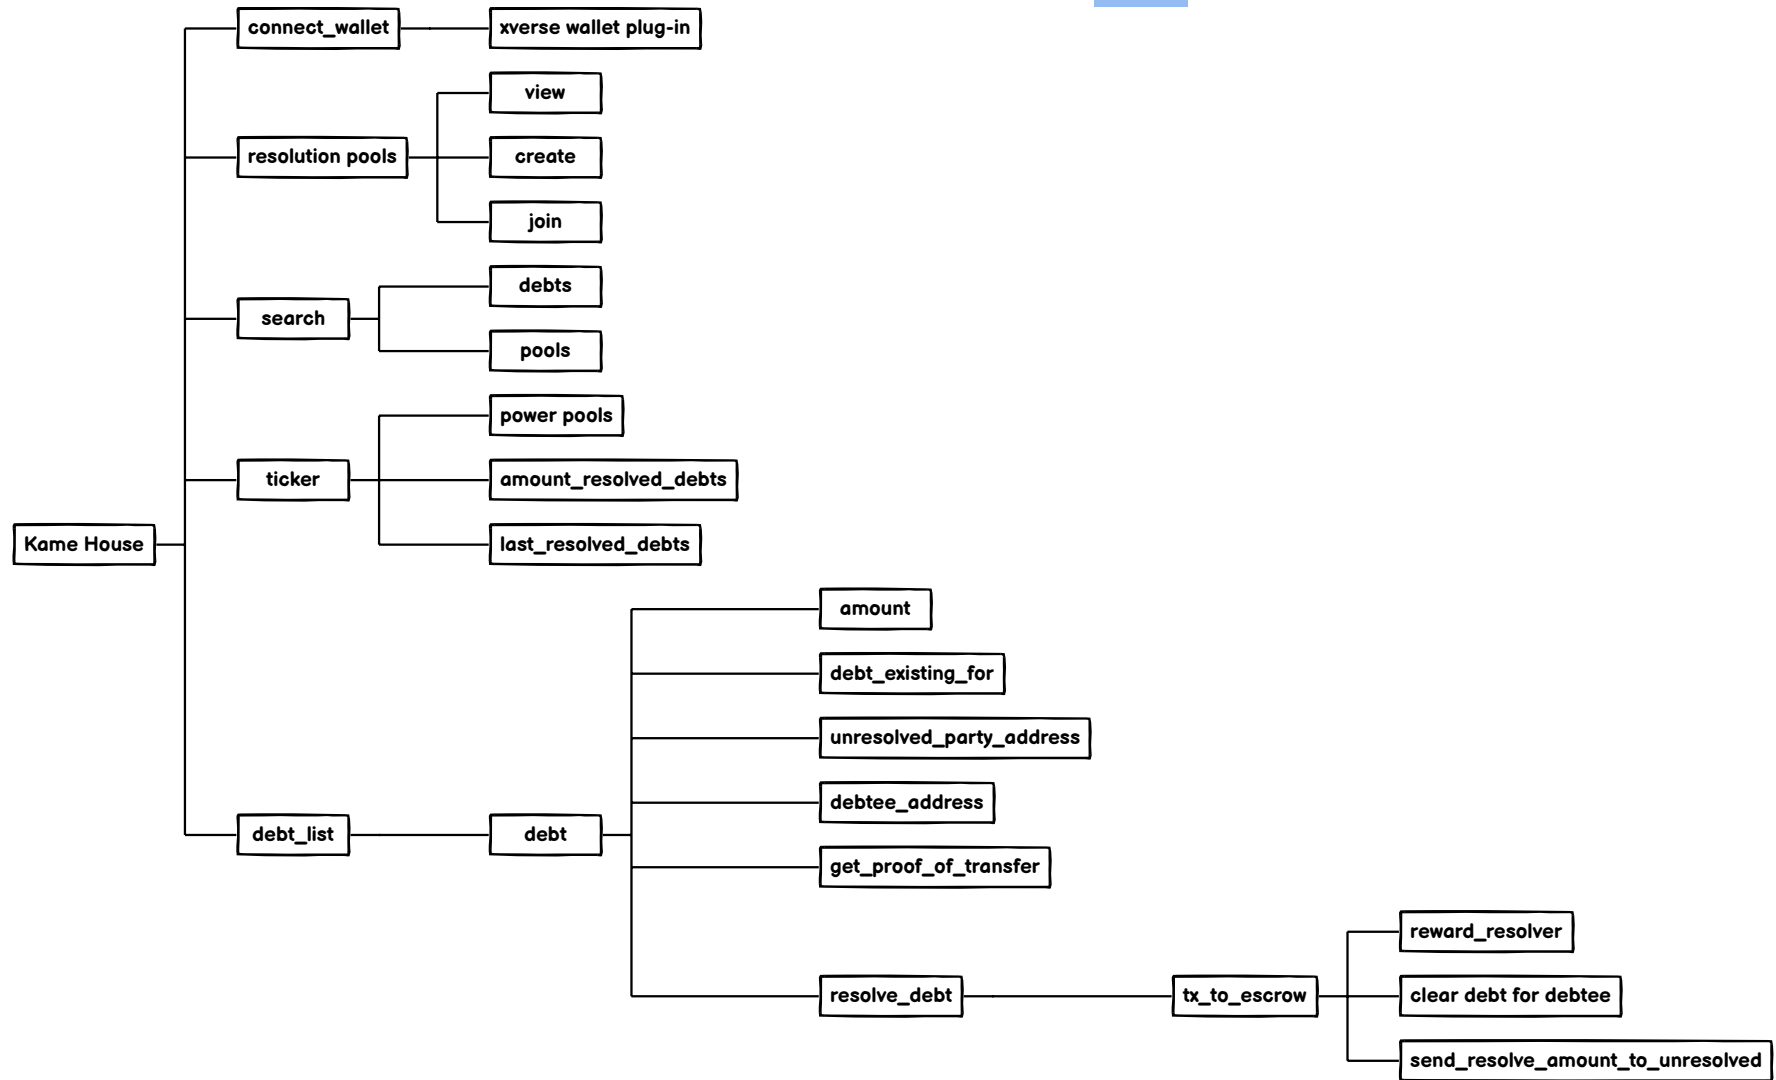 connect_wallet
xverse wallet plug-in
view
resolution pools
create
join
debts
search
pools
power pools
ticker
amount_resolved_debts
Kame House
last_resolved_debts
amount
debt_existing_for
unresolved_party_address
debtee_address
debt_list
debt
get_proof_of_transfer
reward_resolver
resolve_debt
tx_to_escrow
clear debt for debtee
send_resolve_amount_to_unresolved